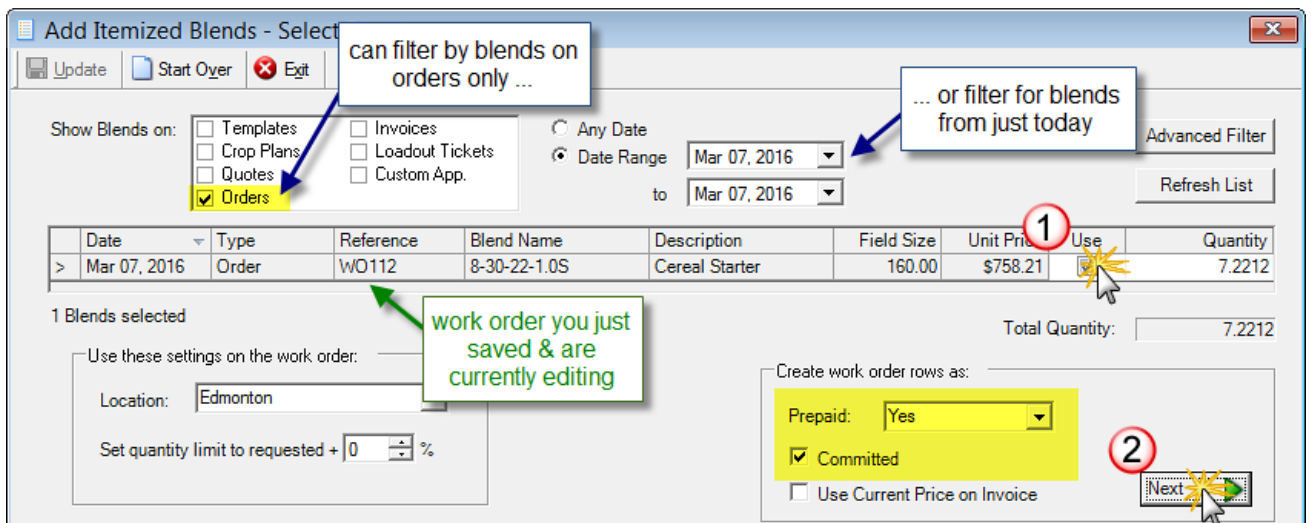 Add Itemized Blends - Selec
can filter by blends on
orders only ...
Update Start Over Exit
... or filter for blends
from just today
Show Blends on:
Templates
Crop Plans
Quotes
Orders
Invoices
Loadout Tickets
Custom App.
Any Date
Date Range Mar 07, 2016
to Mar 07, 2016
Advanced Filter
Refresh List
1
Date Type Reference Blend Name Description Field Size Unit Pri Use Quantity
> Mar 07, 2016 Order WO112 8-30-22-1.0S Cereal Starter 160.00 $758.21 7.2212
1 Blends selected
work order you just
saved & are
currently editing
Total Quantity: 7.2212
Use these settings on the work order:
Location: Edmonton
Set quantity limit to requested + 0 %
Create work order rows as:
Prepaid: Yes
Committed
Use Current Price on Invoice
2
Next